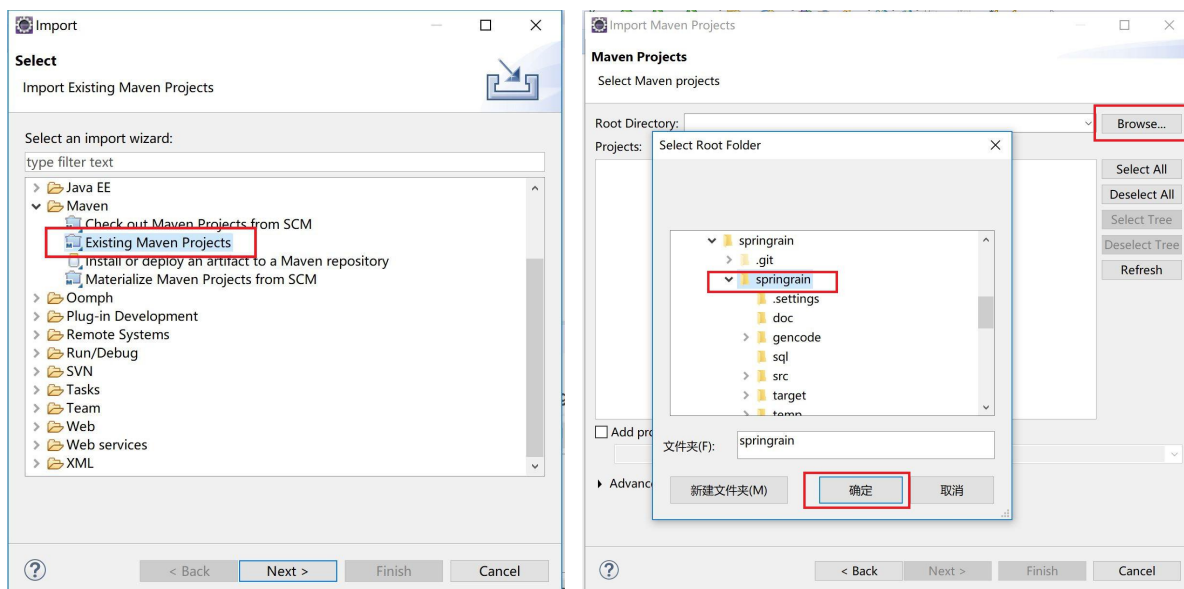 Import
Select
Import Existing Maven Projects
Select an import wizard:
type filter text
Java EE
Maven
Check out Maven Projects from SCM
Existing Maven Projects
Install or deploy an artifact to a Maven repository
Materialize Maven Projects from SCM
Oomph
Plug-in Development
Remote Systems
Run/Debug
SVN
Tasks
Team
Web
Web services
XML
< Back
Next >
Finish
Cancel
Import Maven Projects
Maven Projects
Select Maven projects
Root Directory:
Browse...
Projects:
Select All
Deselect All
Select Tree
Deselect Tree
Refresh
Select Root Folder
springrain
.git
springrain
.settings
doc
gencode
sql
src
target
temp
文件夹(F):
springrain
新建文件夹(M)
确定
取消
Add pro
Advanc
< Back
Next >
Finish
Cancel